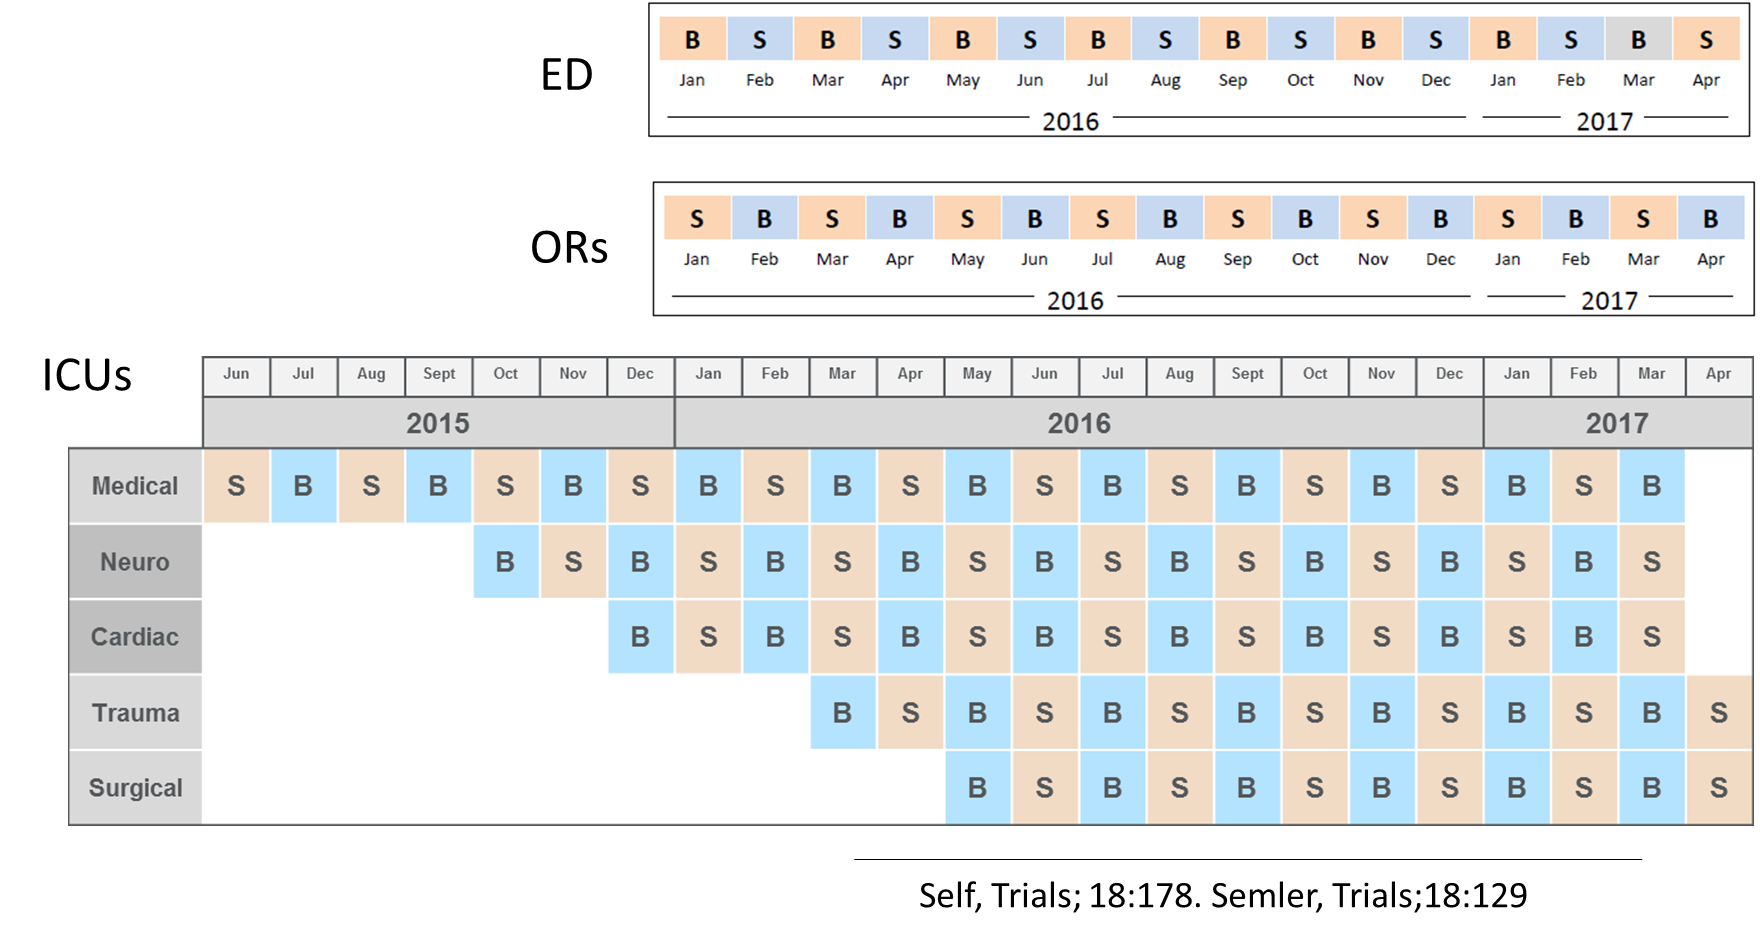 ED
B S B S B S B S B S B S B S B S
Jan Feb Mar Apr May Jun Jul Aug Sep Oct Nov Dec Jan Feb Mar Apr
2016 2017
ORs
S B S B S B S B S B S B S B S B
Jan Feb Mar Apr May Jun Jul Aug Sep Oct Nov Dec Jan Feb Mar Apr
2016 2017
ICUs
Jun Jul Aug Sept Oct Nov Dec Jan Feb Mar Apr May Jun Jul Aug Sept Oct Nov Dec Jan Feb Mar Apr
2015 2016 2017
Medical S B S B S B S B S B S B S B S B S B S B S B
Neuro B S B S B S B S B S B S B S B S B S
Cardiac B S B S B S B S B S B S B S B S
Trauma B S B S B S B S B S B S B S
Surgical B S B S B S B S B S B S
Self, Trials; 18:178. Semler, Trials;18:129